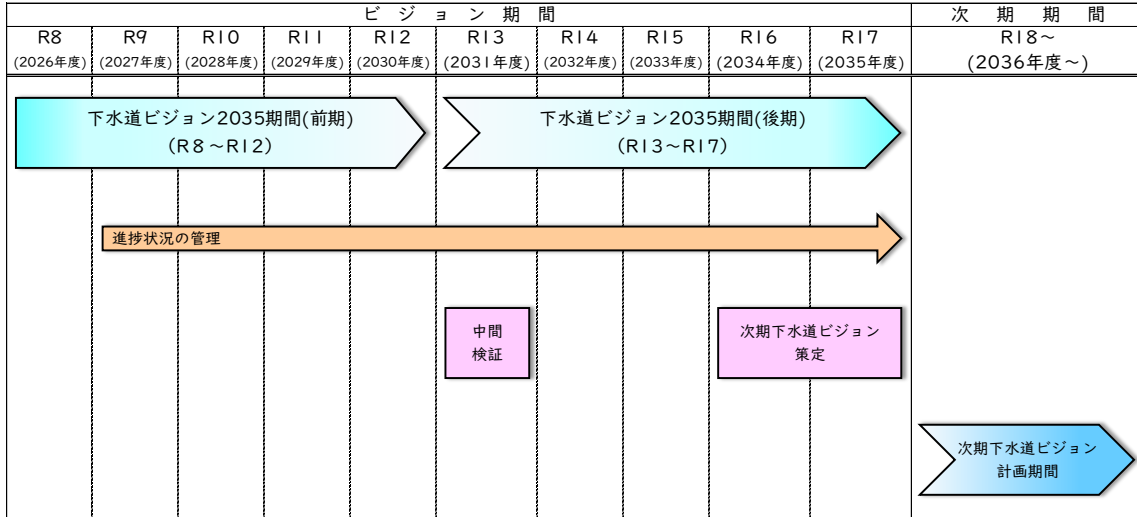 ビジョン期間
次期期間
R8 R9 R10 R11 R12 R13 R14 R15 R16 R17 R18～
(2026年度) (2027年度) (2028年度) (2029年度) (2030年度) (2031年度) (2032年度) (2033年度) (2034年度) (2035年度) (2036年度～)
下水道ビジョン2035期間(前期)
(R8～R12)
下水道ビジョン2035期間(後期)
(R13～R17)
進捗状況の管理
中間
検証
次期下水道ビジョン
策定
次期下水道ビジョン
計画期間